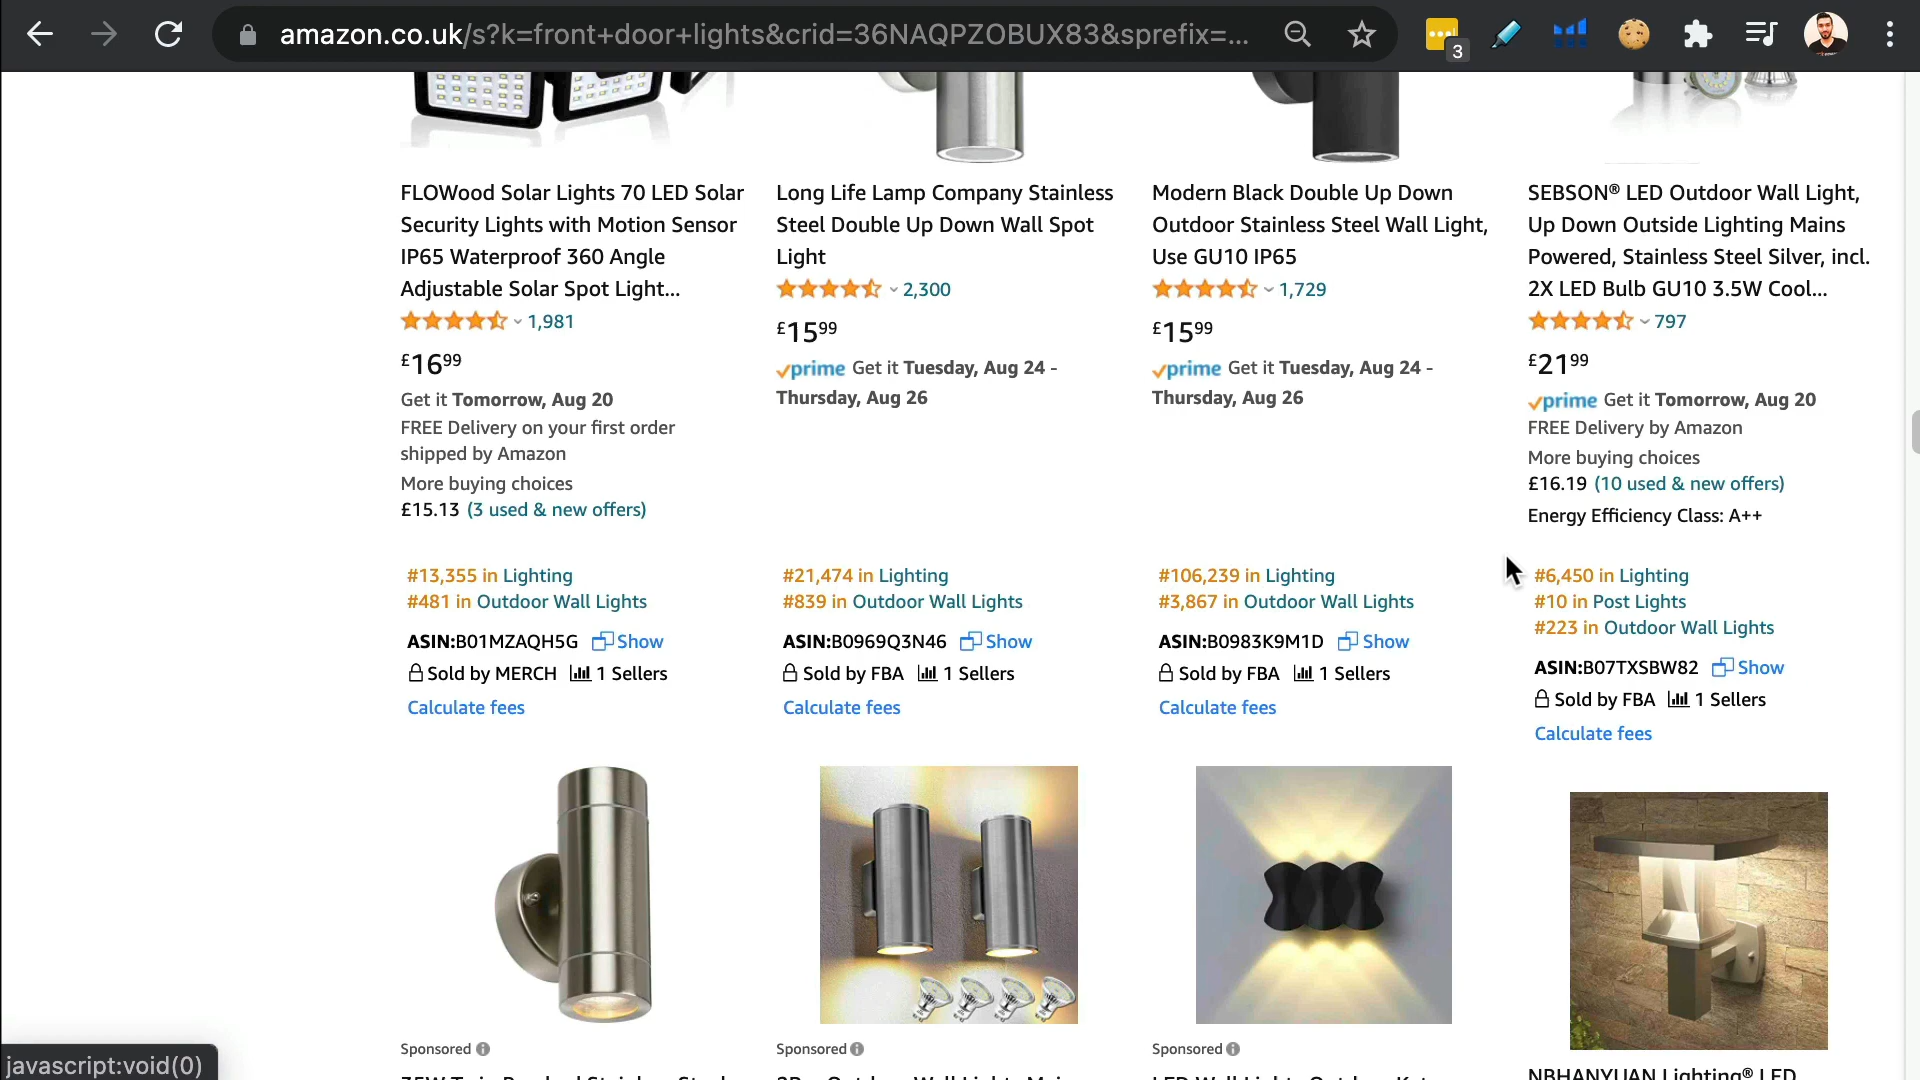 amazon.co.uk/s?k=front+door+lights&crid=36NAQPZOBUX83&sprefix=...
3
FLOWood Solar Lights 70 LED Solar
Security Lights with Motion Sensor
IP65 Waterproof 360 Angle
Adjustable Solar Spot Light...
1,981
£16⁹⁹
Get it Tomorrow, Aug 20
FREE Delivery on your first order
shipped by Amazon
More buying choices
£15.13 (3 used & new offers)
#13,355 in Lighting
#481 in Outdoor Wall Lights
ASIN:B01MZAQH5G Show
Sold by MERCH 1 Sellers
Calculate fees
Long Life Lamp Company Stainless
Steel Double Up Down Wall Spot
Light
2,300
£15⁹⁹
prime Get it Tuesday, Aug 24 -
Thursday, Aug 26
#21,474 in Lighting
#839 in Outdoor Wall Lights
ASIN:B0969Q3N46 Show
Sold by FBA 1 Sellers
Calculate fees
Modern Black Double Up Down
Outdoor Stainless Steel Wall Light,
Use GU10 IP65
1,729
£15⁹⁹
prime Get it Tuesday, Aug 24 -
Thursday, Aug 26
#106,239 in Lighting
#3,867 in Outdoor Wall Lights
ASIN:B0983K9M1D Show
Sold by FBA 1 Sellers
Calculate fees
SEBSON® LED Outdoor Wall Light,
Up Down Outside Lighting Mains
Powered, Stainless Steel Silver, incl.
2X LED Bulb GU10 3.5W Cool...
797
£21⁹⁹
prime Get it Tomorrow, Aug 20
FREE Delivery by Amazon
More buying choices
£16.19 (10 used & new offers)
Energy Efficiency Class: A++
#6,450 in Lighting
#10 in Post Lights
#223 in Outdoor Wall Lights
ASIN:B07TXSBW82 Show
Sold by FBA 1 Sellers
Calculate fees
Sponsored
Sponsored
Sponsored
NBHANYUAN Lighting® LED
javascript:void(0)